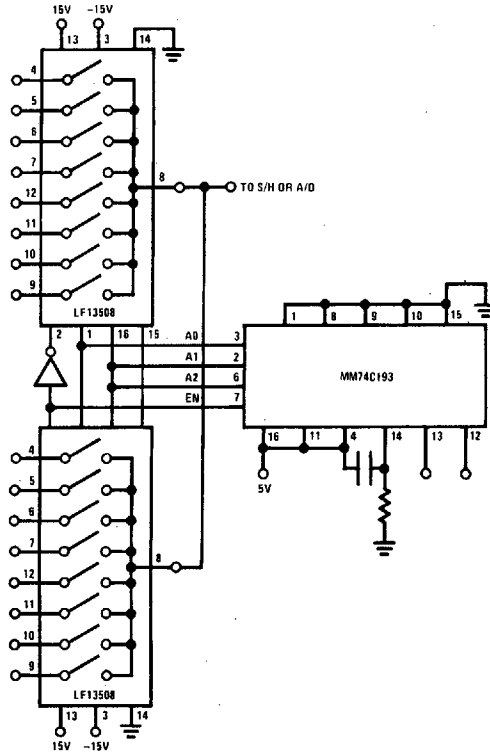 15V -15V
13 3 14
4
5
6
7
12
11
10
9
8
TO S/H OR A/D
LF13508
2 1 16 15
A0 3
A1 2
A2 6
EN 7
1 8 9 10 15
MM74C193
16 11 4 14 13 12
5V
4
5
6
7
12
11
10
9
8
LF13508
13 3 14
15V -15V